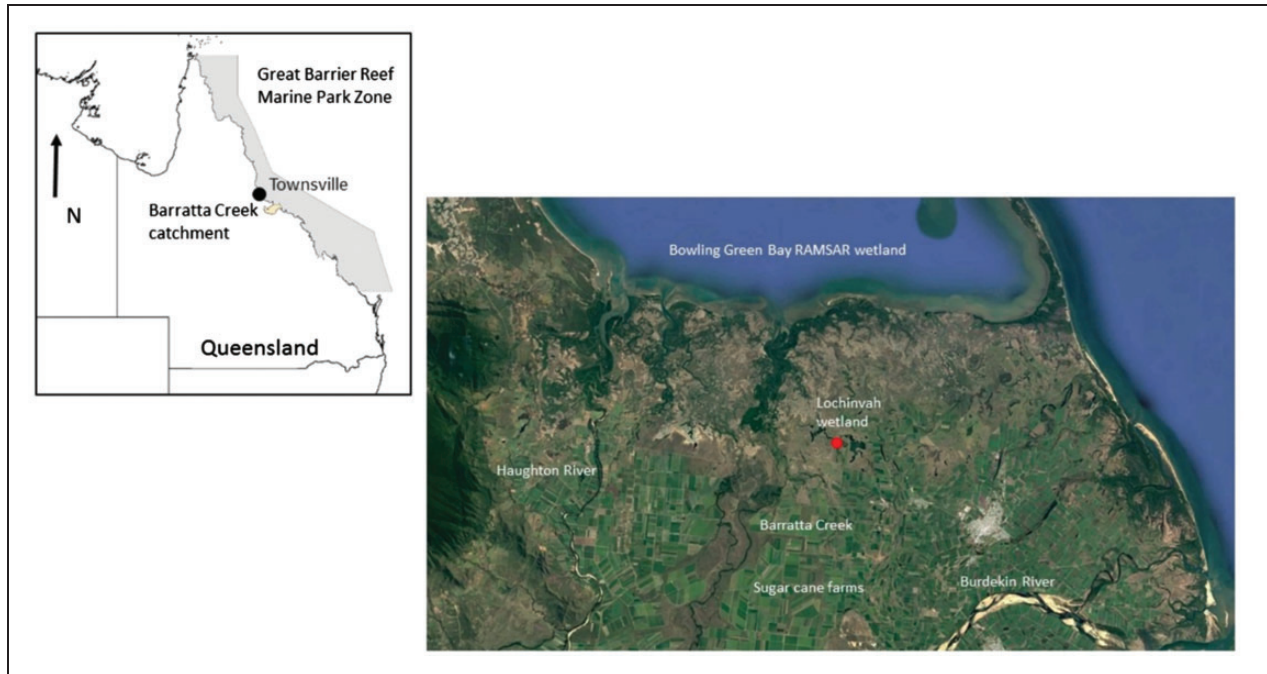 Great Barrier Reef
Marine Park Zone
Townsville
Barratta Creek
catchment
N
Queensland
Bowling Green Bay RAMSAR wetland
Lochinvah
wetland
Haughton River
Barratta Creek
Sugar cane farms
Burdekin River